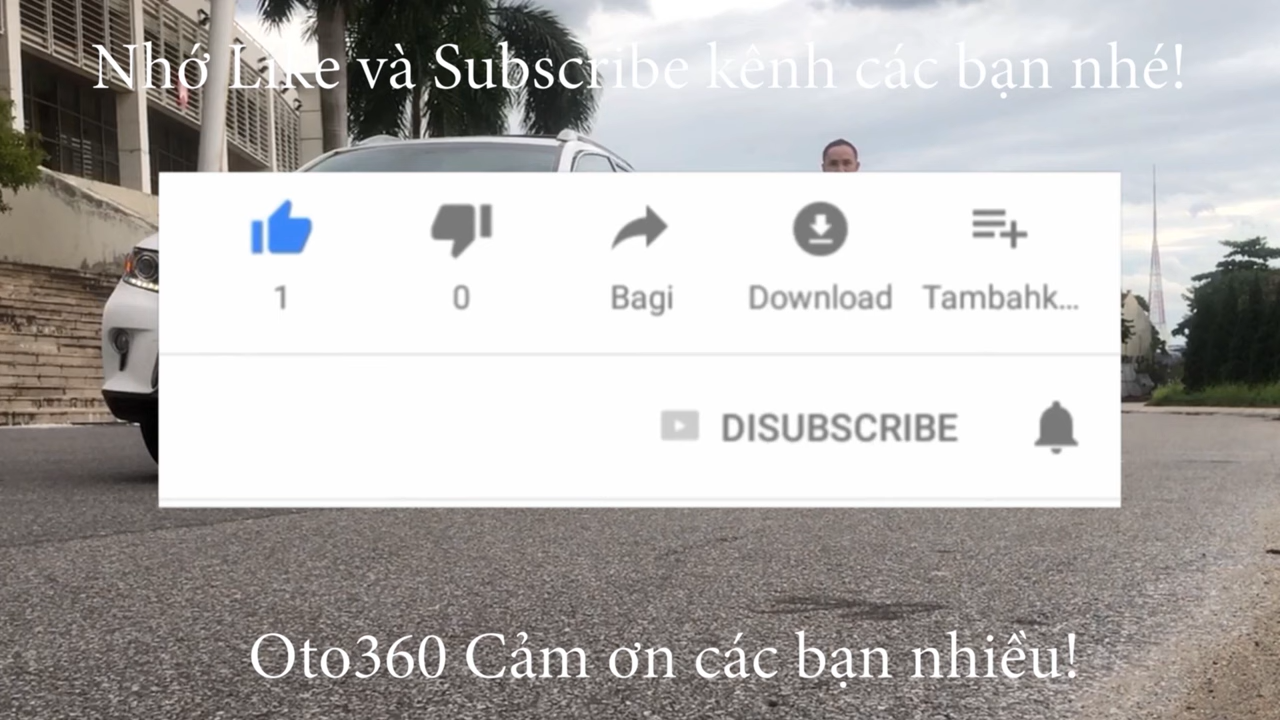 Nhớ Like và Subscribe kênh các bạn nhé!
1
0
Bagi
Download
Tambahk...
DISUBSCRIBE
Oto360 Cảm ơn các bạn nhiều!